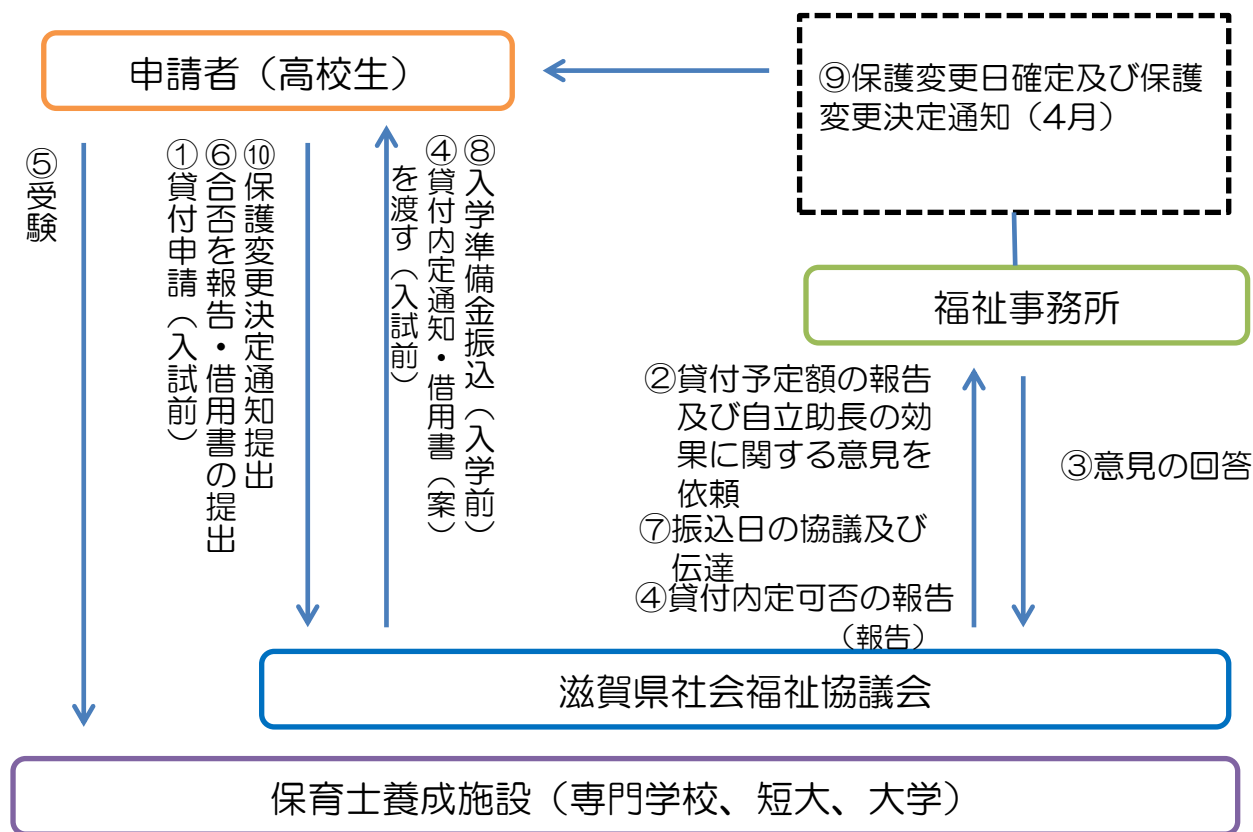 申請者（高校生）
⑨保護変更日確定及び保護
変更決定通知（4月）
⑤受験
⑩保護変更決定通知提出
⑥合否を報告・借用書の提出
①貸付申請（入試前）
⑧入学準備金振込（入学前）
④貸付内定通知・借用書（案）
を渡す（入試前）
福祉事務所
②貸付予定額の報告
及び自立助長の効
果に関する意見を
依頼
⑦振込日の協議及び
伝達
④貸付内定可否の報告
（報告）
③意見の回答
滋賀県社会福祉協議会
保育士養成施設（専門学校、短大、大学）